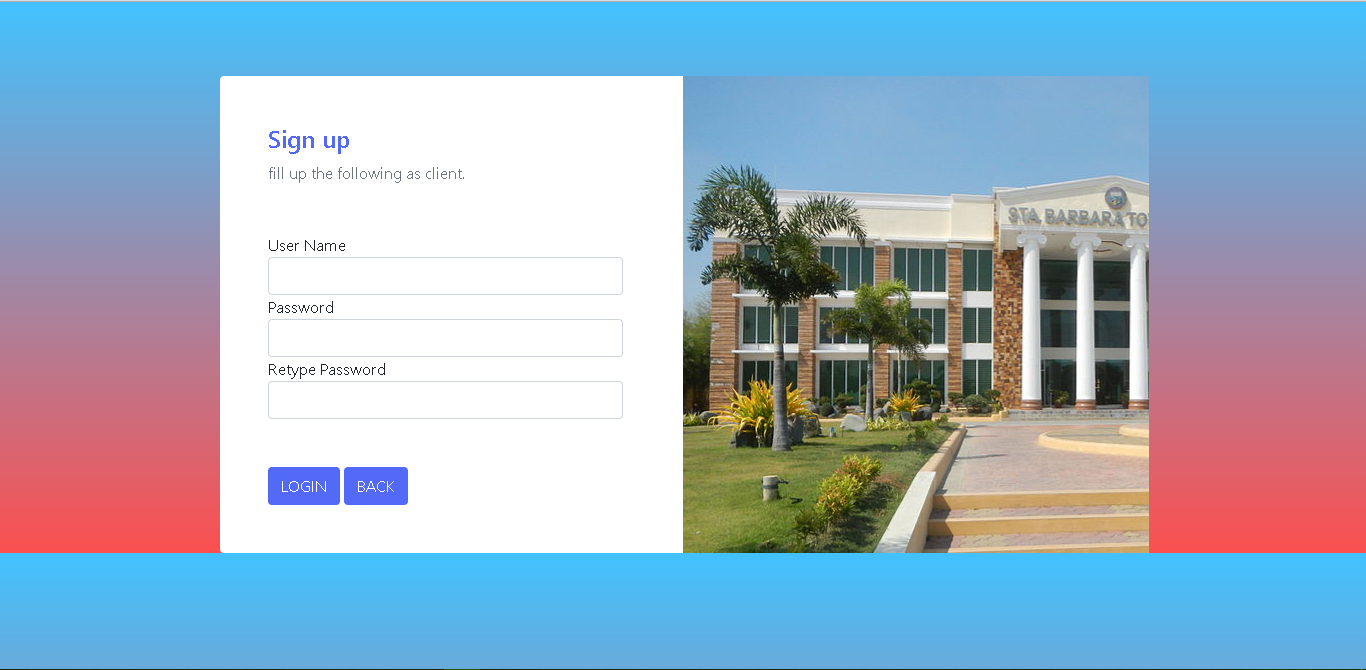 Sign up
fill up the following as client.
User Name
Password
Retype Password
LOGIN BACK
STA. BARBARA TO